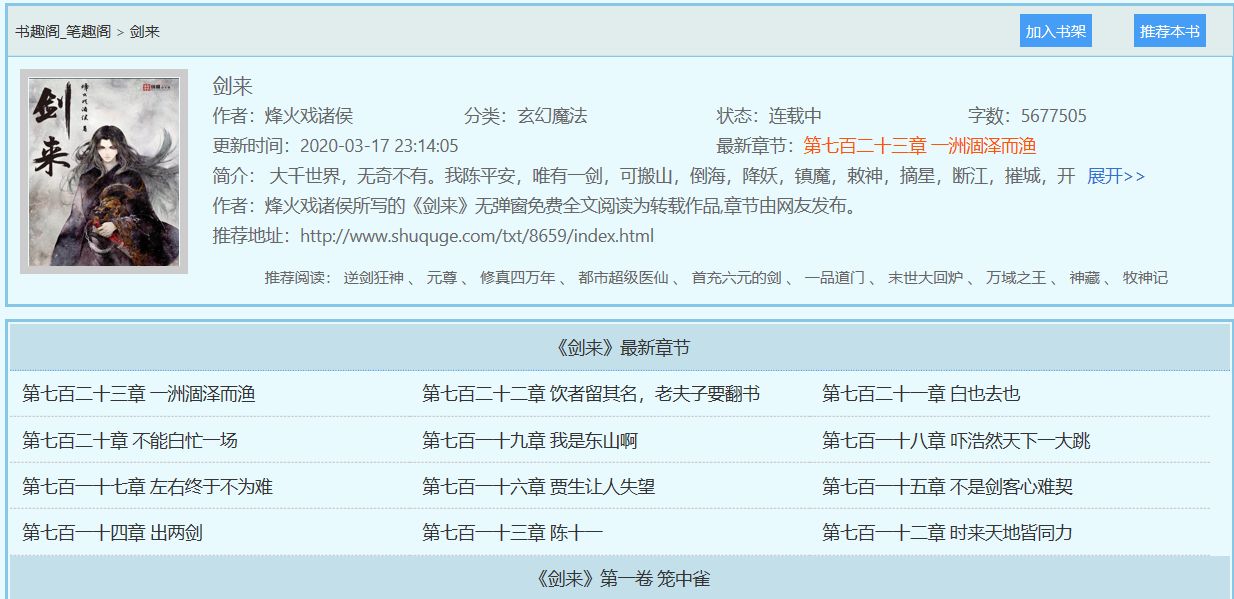 书趣阁_笔趣阁 > 剑来
加入书架
推荐本书
剑来
剑来
作者：烽火戏诸侯 分类：玄幻魔法 状态：连载中 字数：5677505
更新时间：2020-03-17 23:14:05 最新章节：第七百二十三章 一洲涸泽而渔
简介： 大千世界，无奇不有。我陈平安，唯有一剑，可搬山，倒海，降妖，镇魔，敕神，摘星，断江，摧城，开 展开>>
作者：烽火戏诸侯所写的《剑来》无弹窗免费全文阅读为转载作品,章节由网友发布。
推荐地址：http://www.shuquge.com/txt/8659/index.html
推荐阅读： 逆剑狂神 、 元尊 、 修真四万年 、 都市超级医仙 、 首充六元的剑 、 一品道门 、 末世大回炉 、 万域之王 、 神藏 、 牧神记
《剑来》最新章节
第七百二十三章 一洲涸泽而渔 第七百二十二章 饮者留其名，老夫子要翻书 第七百二十一章 白也去也
第七百二十章 不能白忙一场 第七百一十九章 我是东山啊 第七百一十八章 吓浩然天下一大跳
第七百一十七章 左右终于不为难 第七百一十六章 贾生让人失望 第七百一十五章 不是剑客心难契
第七百一十四章 出两剑 第七百一十三章 陈十一 第七百一十二章 时来天地皆同力
《剑来》第一卷 笼中雀